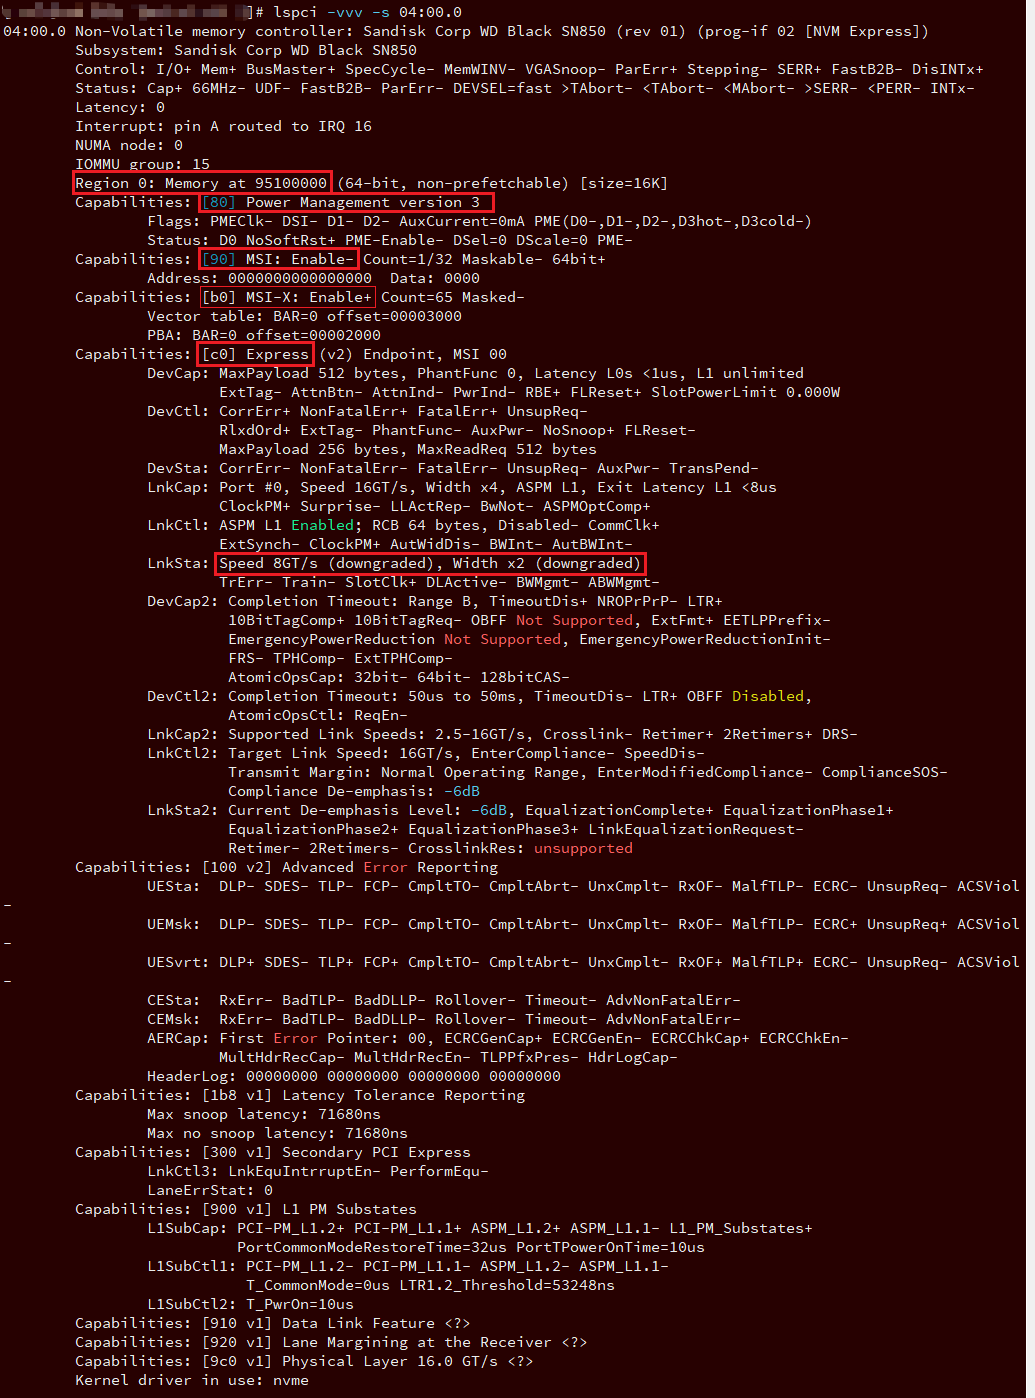 ]# lspci -vvv -s 04:00.0
04:00.0 Non-Volatile memory controller: Sandisk Corp WD Black SN850 (rev 01) (prog-if 02 [NVM Express])
Subsystem: Sandisk Corp WD Black SN850
Control: I/O+ Mem+ BusMaster+ SpecCycle- MemWINV- VGASnoop- ParErr+ Stepping- SERR+ FastB2B- DisINTx+
Status: Cap+ 66MHz- UDF- FastB2B- ParErr- DEVSEL=fast >TAbort- <TAbort- <MAbort- >SERR- <PERR- INTx-
Latency: 0
Interrupt: pin A routed to IRQ 16
NUMA node: 0
IOMMU group: 15
Region 0: Memory at 95100000 (64-bit, non-prefetchable) [size=16K]
Capabilities: [80] Power Management version 3
Flags: PMEClk- DSI- D1- D2- AuxCurrent=0mA PME(D0-,D1-,D2-,D3hot-,D3cold-)
Status: D0 NoSoftRst+ PME-Enable- DSel=0 DScale=0 PME-
Capabilities: [90] MSI: Enable- Count=1/32 Maskable- 64bit+
Address: 0000000000000000  Data: 0000
Capabilities: [b0] MSI-X: Enable+ Count=65 Masked-
Vector table: BAR=0 offset=00003000
PBA: BAR=0 offset=00002000
Capabilities: [c0] Express (v2) Endpoint, MSI 00
DevCap: MaxPayload 512 bytes, PhantFunc 0, Latency L0s <1us, L1 unlimited
ExtTag- AttnBtn- AttnInd- PwrInd- RBE+ FLReset+ SlotPowerLimit 0.000W
DevCtl: CorrErr+ NonFatalErr+ FatalErr+ UnsupReq-
RlxdOrd+ ExtTag- PhantFunc- AuxPwr- NoSnoop+ FLReset-
MaxPayload 256 bytes, MaxReadReq 512 bytes
DevSta: CorrErr- NonFatalErr- FatalErr- UnsupReq- AuxPwr- TransPend-
LnkCap: Port #0, Speed 16GT/s, Width x4, ASPM L1, Exit Latency L1 <8us
ClockPM+ Surprise- LLActRep- BwNot- ASPMOptComp+
LnkCtl: ASPM L1 Enabled; RCB 64 bytes, Disabled- CommClk+
ExtSynch- ClockPM+ AutWidDis- BWInt- AutBWInt-
LnkSta: Speed 8GT/s (downgraded), Width x2 (downgraded)
TrErr- Train- SlotClk+ DLActive- BWMgmt- ABWMgmt-
DevCap2: Completion Timeout: Range B, TimeoutDis+ NROPrPrP- LTR+
10BitTagComp+ 10BitTagReq- OBFF Not Supported, ExtFmt+ EETLPPrefix-
EmergencyPowerReduction Not Supported, EmergencyPowerReductionInit-
FRS- TPHComp- ExtTPHComp-
AtomicOpsCap: 32bit- 64bit- 128bitCAS-
DevCtl2: Completion Timeout: 50us to 50ms, TimeoutDis- LTR+ OBFF Disabled,
AtomicOpsCtl: ReqEn-
LnkCap2: Supported Link Speeds: 2.5-16GT/s, Crosslink- Retimer+ 2Retimers+ DRS-
LnkCtl2: Target Link Speed: 16GT/s, EnterCompliance- SpeedDis-
Transmit Margin: Normal Operating Range, EnterModifiedCompliance- ComplianceSOS-
Compliance De-emphasis: -6dB
LnkSta2: Current De-emphasis Level: -6dB, EqualizationComplete+ EqualizationPhase1+
EqualizationPhase2+ EqualizationPhase3+ LinkEqualizationRequest-
Retimer- 2Retimers- CrosslinkRes: unsupported
Capabilities: [100 v2] Advanced Error Reporting
UESta:  DLP- SDES- TLP- FCP- CmpltTO- CmpltAbrt- UnxCmplt- RxOF- MalfTLP- ECRC- UnsupReq- ACSViol
-
UEMsk:  DLP- SDES- TLP- FCP- CmpltTO- CmpltAbrt- UnxCmplt- RxOF- MalfTLP- ECRC+ UnsupReq+ ACSViol
-
UESvrt: DLP+ SDES- TLP+ FCP+ CmpltTO- CmpltAbrt- UnxCmplt- RxOF+ MalfTLP+ ECRC- UnsupReq- ACSViol
-
CESta:  RxErr- BadTLP- BadDLLP- Rollover- Timeout- AdvNonFatalErr-
CEMsk:  RxErr- BadTLP- BadDLLP- Rollover- Timeout- AdvNonFatalErr-
AERCap: First Error Pointer: 00, ECRCGenCap+ ECRCGenEn- ECRCChkCap+ ECRCChkEn-
MultHdrRecCap- MultHdrRecEn- TLPPfxPres- HdrLogCap-
HeaderLog: 00000000 00000000 00000000 00000000
Capabilities: [1b8 v1] Latency Tolerance Reporting
Max snoop latency: 71680ns
Max no snoop latency: 71680ns
Capabilities: [300 v1] Secondary PCI Express
LnkCtl3: LnkEquIntrruptEn- PerformEqu-
LaneErrStat: 0
Capabilities: [900 v1] L1 PM Substates
L1SubCap: PCI-PM_L1.2+ PCI-PM_L1.1+ ASPM_L1.2+ ASPM_L1.1- L1_PM_Substates+
PortCommonModeRestoreTime=32us PortTPowerOnTime=10us
L1SubCtl1: PCI-PM_L1.2- PCI-PM_L1.1- ASPM_L1.2- ASPM_L1.1-
T_CommonMode=0us LTR1.2_Threshold=53248ns
L1SubCtl2: T_PwrOn=10us
Capabilities: [910 v1] Data Link Feature <?>
Capabilities: [920 v1] Lane Margining at the Receiver <?>
Capabilities: [9c0 v1] Physical Layer 16.0 GT/s <?>
Kernel driver in use: nvme